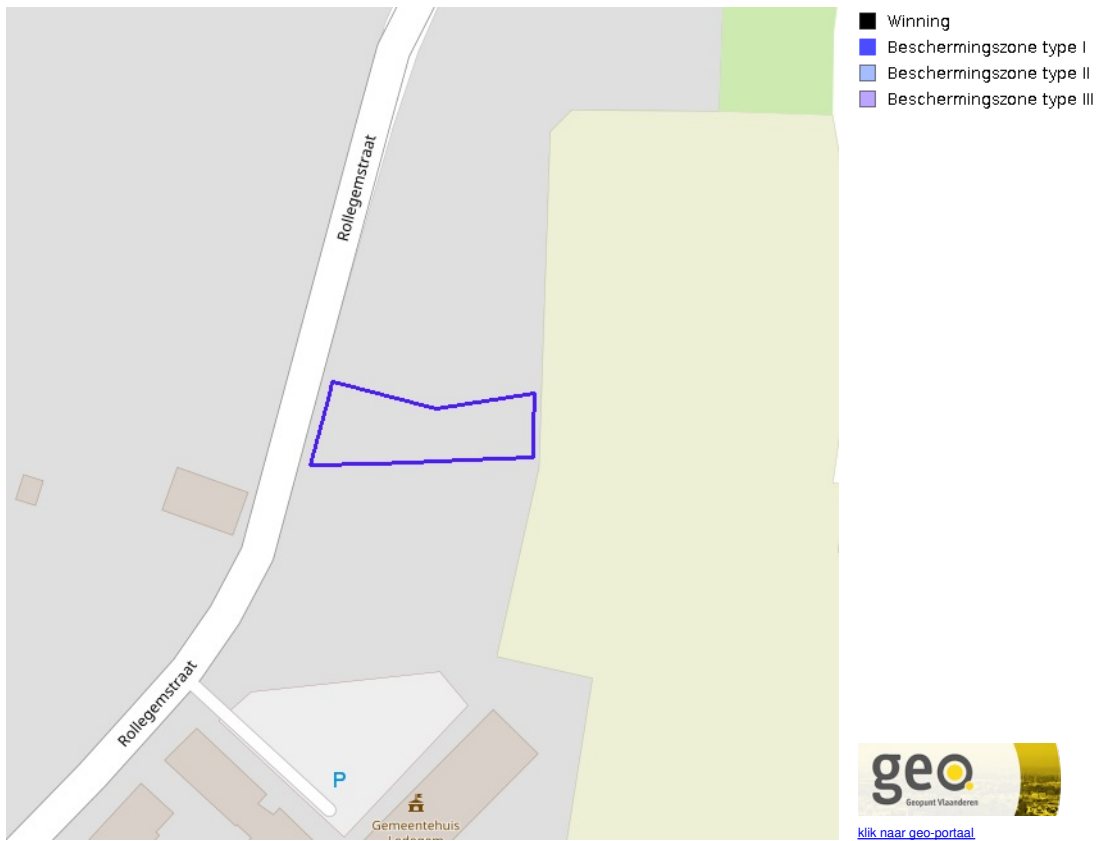 Winning
Beschermingszone type I
Beschermingszone type II
Beschermingszone type III
Rollegemstraat
Rollegemstraat
P
Gemeentehuis
Ledegem
geo.
Geopunt Vlaanderen
klik naar geo-portaal